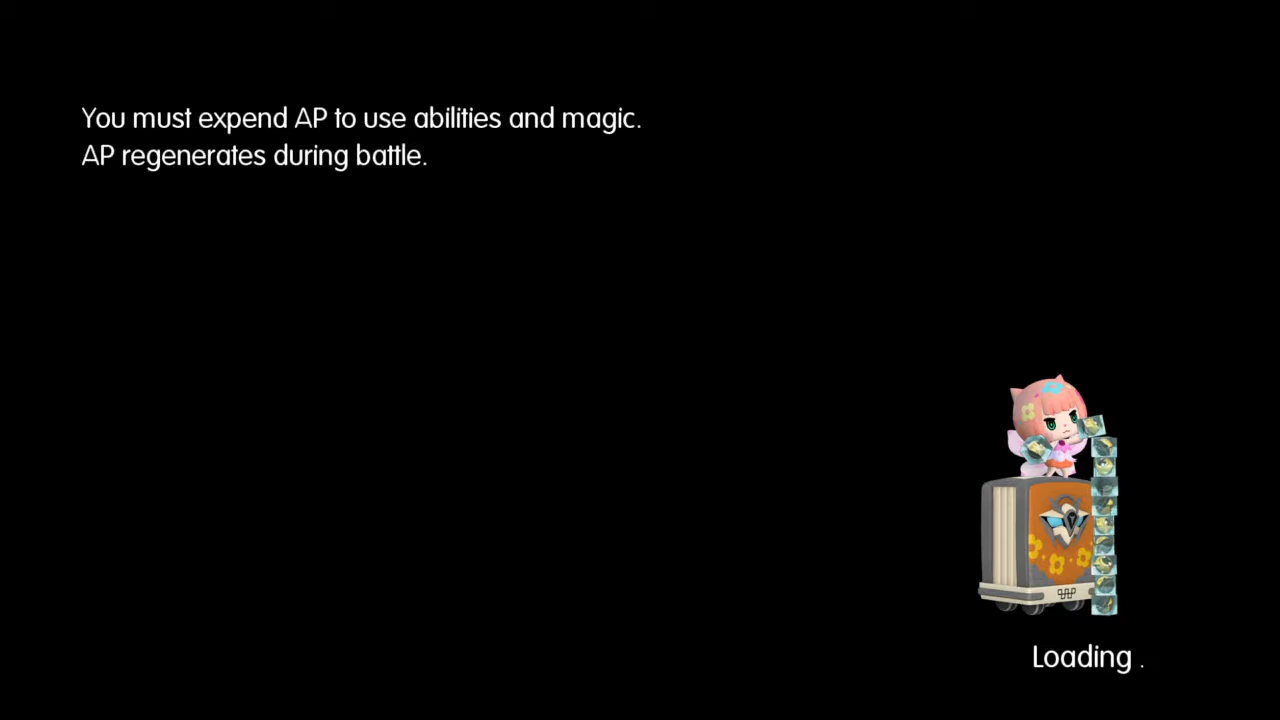 You must expend AP to use abilities and magic.
AP regenerates during battle.
Loading .